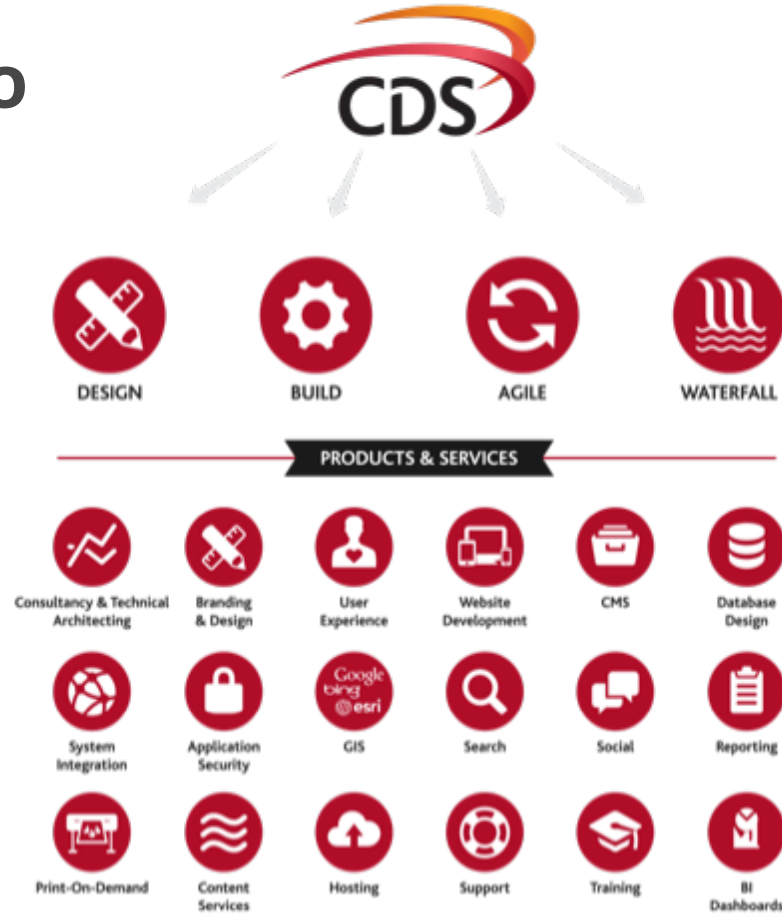 o
CDS
DESIGN
BUILD
AGILE
WATERFALL
PRODUCTS & SERVICES
Consultancy & Technical
Architecting
Branding
& Design
User
Experience
Website
Development
CMS
Database
Design
Google
bing
esri
System
Integration
Application
Security
GIS
Search
Social
Reporting
Print-On-Demand
Content
Services
Hosting
Support
Training
BI
Dashboards